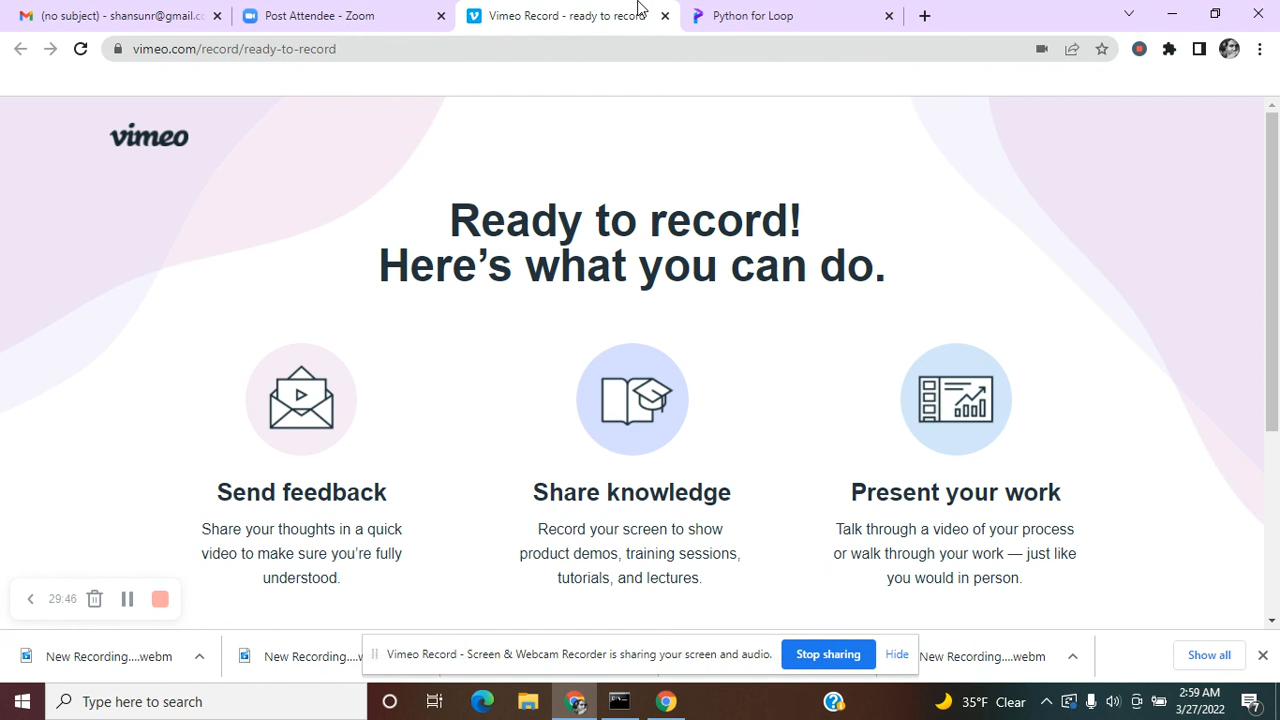 (no subject) - shansunr@gmail.c
Post Attendee - Zoom
Vimeo Record - ready to record
Python for Loop
vimeo.com/record/ready-to-record
vimeo
Ready to record!
Here's what you can do.
Send feedback
Share your thoughts in a quick
video to make sure you're fully
understood.
Share knowledge
Record your screen to show
product demos, training sessions,
tutorials, and lectures.
Present your work
Talk through a video of your process
or walk through your work — just like
you would in person.
29:46
New Recording....webm
New Recording....w
Vimeo Record - Screen & Webcam Recorder is sharing your screen and audio.
Stop sharing
Hide
New Recording....webm
Show all
Type here to search
35°F Clear
2:59 AM
3/27/2022
7